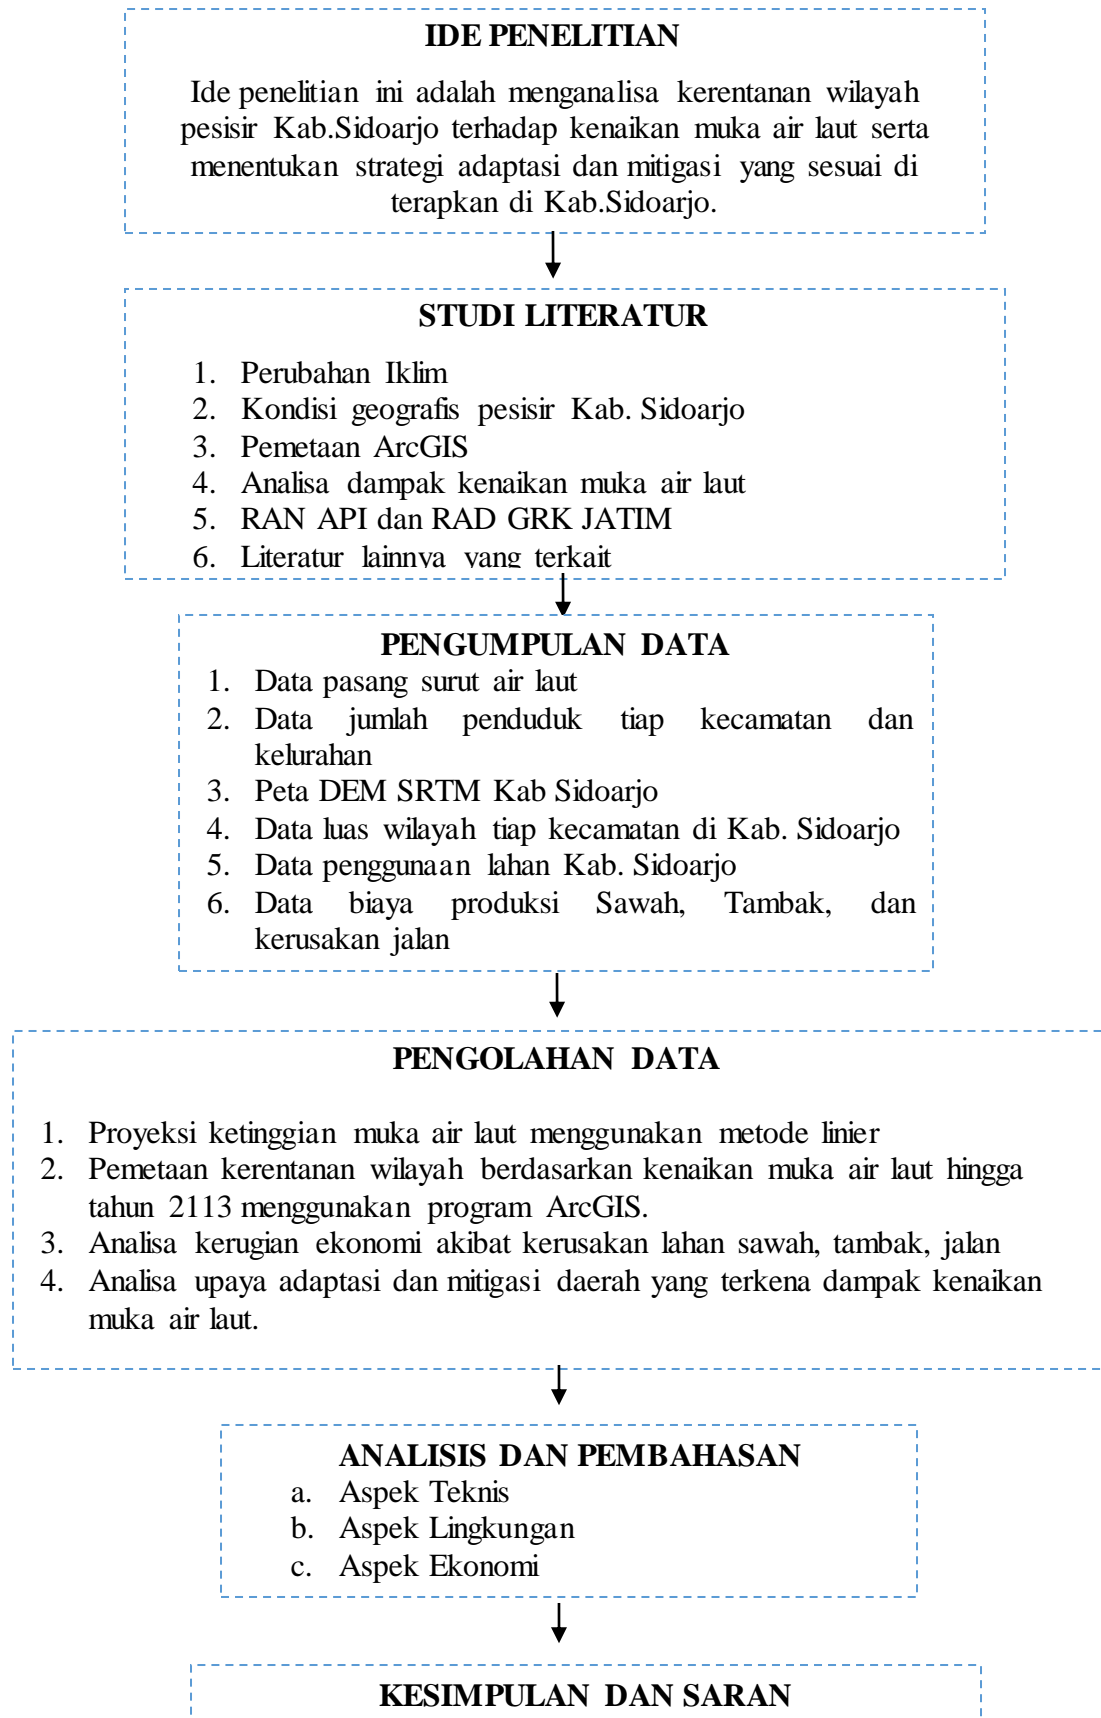 IDE PENELITIAN
Ide penelitian ini adalah menganalisa kerentanan wilayah
pesisir Kab.Sidoarjo terhadap kenaikan muka air laut serta
menentukan strategi adaptasi dan mitigasi yang sesuai di
terapkan di Kab.Sidoarjo.
STUDI LITERATUR
1. Perubahan Iklim
2. Kondisi geografis pesisir Kab. Sidoarjo
3. Pemetaan ArcGIS
4. Analisa dampak kenaikan muka air laut
5. RAN API dan RAD GRK JATIM
6. Literatur lainnya yang terkait
PENGUMPULAN DATA
1. Data pasang surut air laut
2. Data jumlah penduduk tiap kecamatan dan
kelurahan
3. Peta DEM SRTM Kab Sidoarjo
4. Data luas wilayah tiap kecamatan di Kab. Sidoarjo
5. Data penggunaan lahan Kab. Sidoarjo
6. Data biaya produksi Sawah, Tambak, dan
kerusakan jalan
PENGOLAHAN DATA
1. Proyeksi ketinggian muka air laut menggunakan metode linier
2. Pemetaan kerentanan wilayah berdasarkan kenaikan muka air laut hingga
tahun 2113 menggunakan program ArcGIS.
3. Analisa kerugian ekonomi akibat kerusakan lahan sawah, tambak, jalan
4. Analisa upaya adaptasi dan mitigasi daerah yang terkena dampak kenaikan
muka air laut.
ANALISIS DAN PEMBAHASAN
a. Aspek Teknis
b. Aspek Lingkungan
c. Aspek Ekonomi
KESIMPULAN DAN SARAN